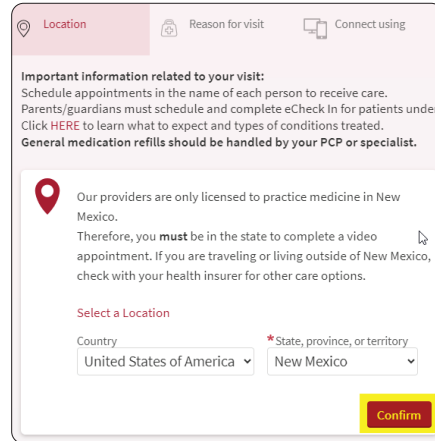 Location
Reason for visit
Connect using
Important information related to your visit:
Schedule appointments in the name of each person to receive care.
Parents/guardians must schedule and complete eCheck In for patients under
Click HERE to learn what to expect and types of conditions treated.
General medication refills should be handled by your PCP or specialist.
Our providers are only licensed to practice medicine in New
Mexico.
Therefore, you must be in the state to complete a video
appointment. If you are traveling or living outside of New Mexico,
check with your health insurer for other care options.
Select a Location
Country
*State, province, or territory
United States of America
New Mexico
Confirm